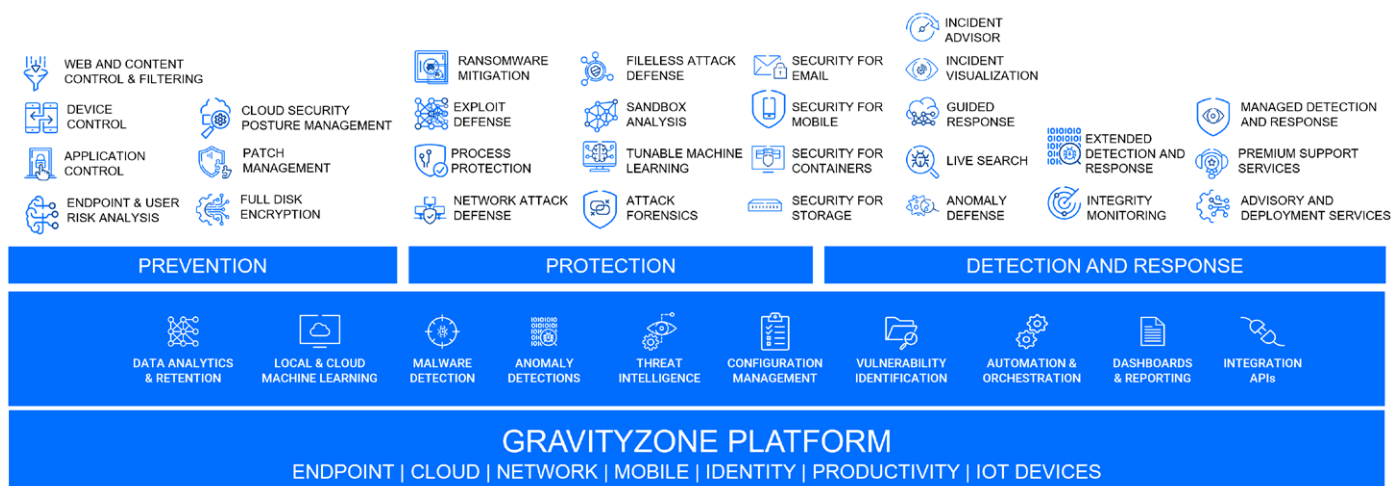 WEB AND CONTENT
CONTROL & FILTERING
DEVICE
CONTROL
APPLICATION
CONTROL
ENDPOINT & USER
RISK ANALYSIS
CLOUD SECURITY
POSTURE MANAGEMENT
PATCH
MANAGEMENT
FULL DISK
ENCRYPTION
RANSOMWARE
MITIGATION
EXPLOIT
DEFENSE
PROCESS
PROTECTION
NETWORK ATTACK
DEFENSE
FILELESS ATTACK
DEFENSE
SANDBOX
ANALYSIS
TUNABLE MACHINE
LEARNING
ATTACK
FORENSICS
SECURITY FOR
EMAIL
SECURITY FOR
MOBILE
SECURITY FOR
CONTAINERS
SECURITY FOR
STORAGE
INCIDENT
ADVISOR
INCIDENT
VISUALIZATION
GUIDED
RESPONSE
LIVE SEARCH
ANOMALY
DEFENSE
EXTENDED
DETECTION AND
RESPONSE
INTEGRITY
MONITORING
MANAGED DETECTION
AND RESPONSE
PREMIUM SUPPORT
SERVICES
ADVISORY AND
DEPLOYMENT SERVICES
PREVENTION
PROTECTION
DETECTION AND RESPONSE
DATA ANALYTICS
& RETENTION
LOCAL & CLOUD
MACHINE LEARNING
MALWARE
DETECTION
ANOMALY
DETECTIONS
THREAT
INTELLIGENCE
CONFIGURATION
MANAGEMENT
VULNERABILITY
IDENTIFICATION
AUTOMATION &
ORCHESTRATION
DASHBOARDS
& REPORTING
INTEGRATION
APIs
GRAVITYZONE PLATFORM
ENDPOINT | CLOUD | NETWORK | MOBILE | IDENTITY | PRODUCTIVITY | IOT DEVICES